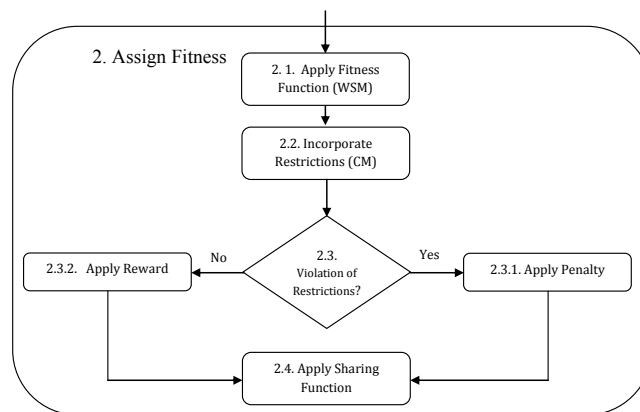 2. Assign Fitness
2. 1. Apply Fitness
Function (WSM)
2.2. Incorporate
Restrictions (CM)
2.3.
Violation of
Restrictions?
No
Yes
2.3.2. Apply Reward
2.3.1. Apply Penalty
2.4. Apply Sharing
Function